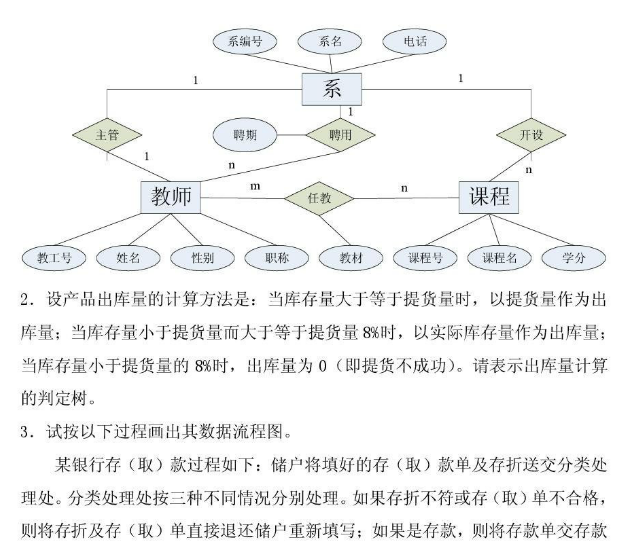 系编号 系名 电话
1 系 1
主管 聘期 1 聘用 开设
1 n n
教师 m 任教 n 课程
教工号 姓名 性别 职称 教材 课程号 课程名 学分
2．设产品出库量的计算方法是：当库存量大于等于提货量时，以提货量作为出
库量；当库存量小于提货量而大于等于提货量 8%时，以实际库存量作为出库量；
当库存量小于提货量的 8%时，出库量为 0（即提货不成功）。请表示出库量计算
的判定树。
3．试按以下过程画出其数据流程图。
某银行存（取）款过程如下：储户将填好的存（取）款单及存折送交分类处
理处。分类处理处按三种不同情况分别处理。如果存折不符或存（取）单不合格，
则将存折及存（取）单直接退还储户重新填写；如果是存款，则将存款单交存款